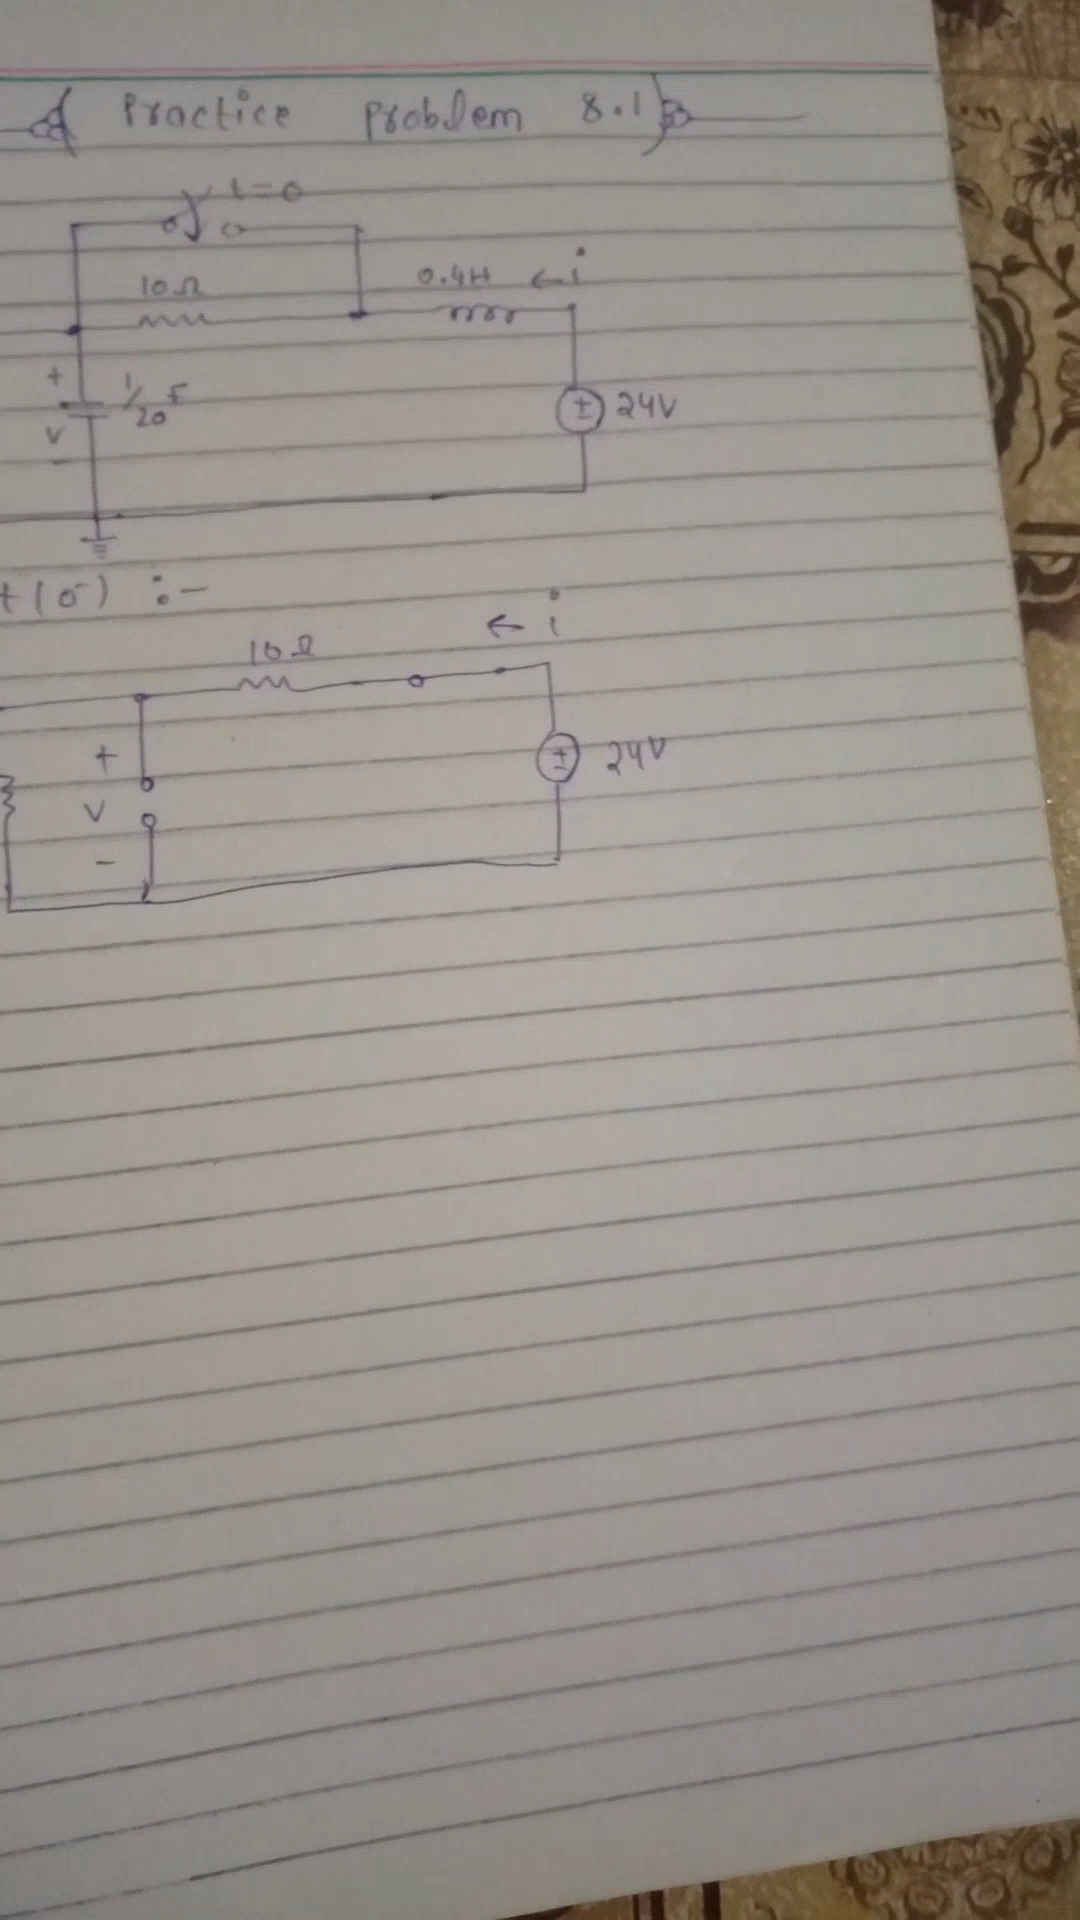 Practice Problem 8.1
t=0
10Ω
0.4H ← i
+
1/20 F
± 24V
v
-
t(0-) :-
← i
10Ω
+
± 24V
v
-